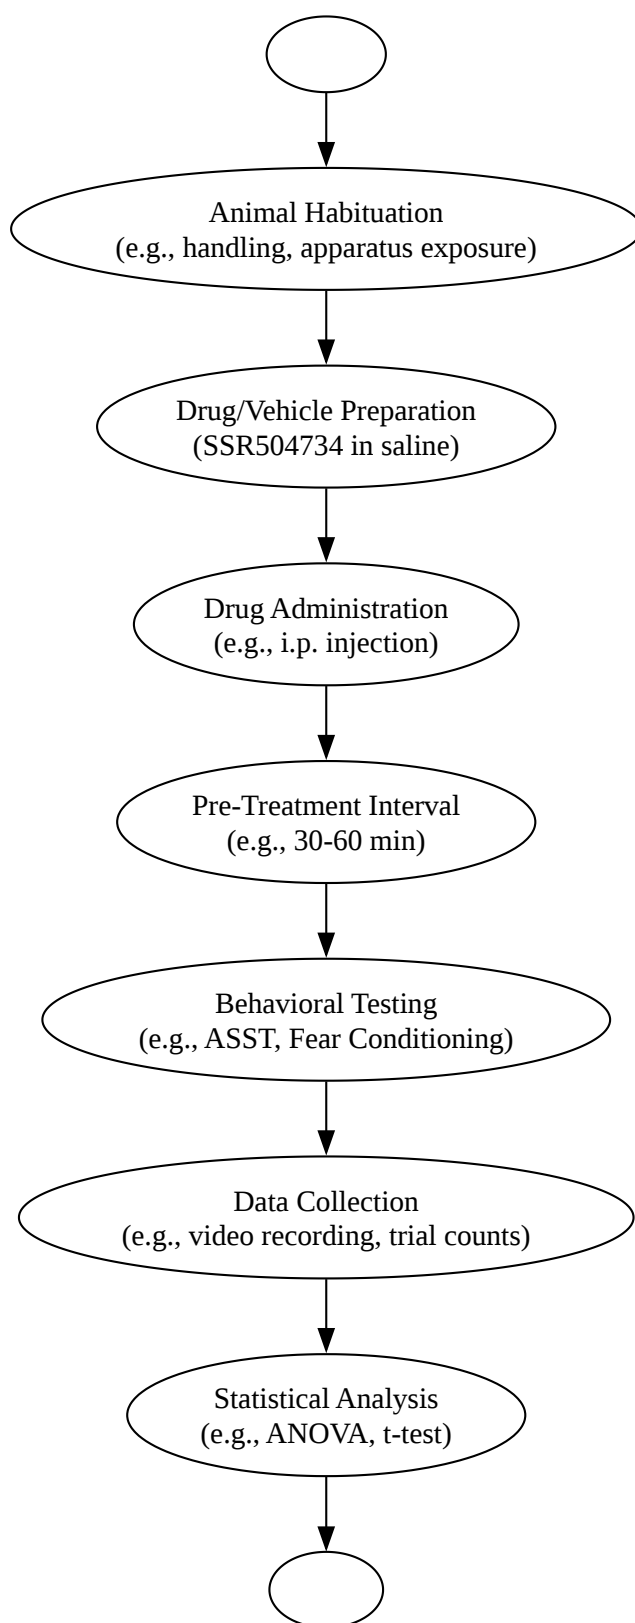 Animal Habituation
(e.g., handling, apparatus exposure)
Drug/Vehicle Preparation
(SSR504734 in saline)
Drug Administration
(e.g., i.p. injection)
Pre-Treatment Interval
(e.g., 30-60 min)
Behavioral Testing
(e.g., ASST, Fear Conditioning)
Data Collection
(e.g., video recording, trial counts)
Statistical Analysis
(e.g., ANOVA, t-test)